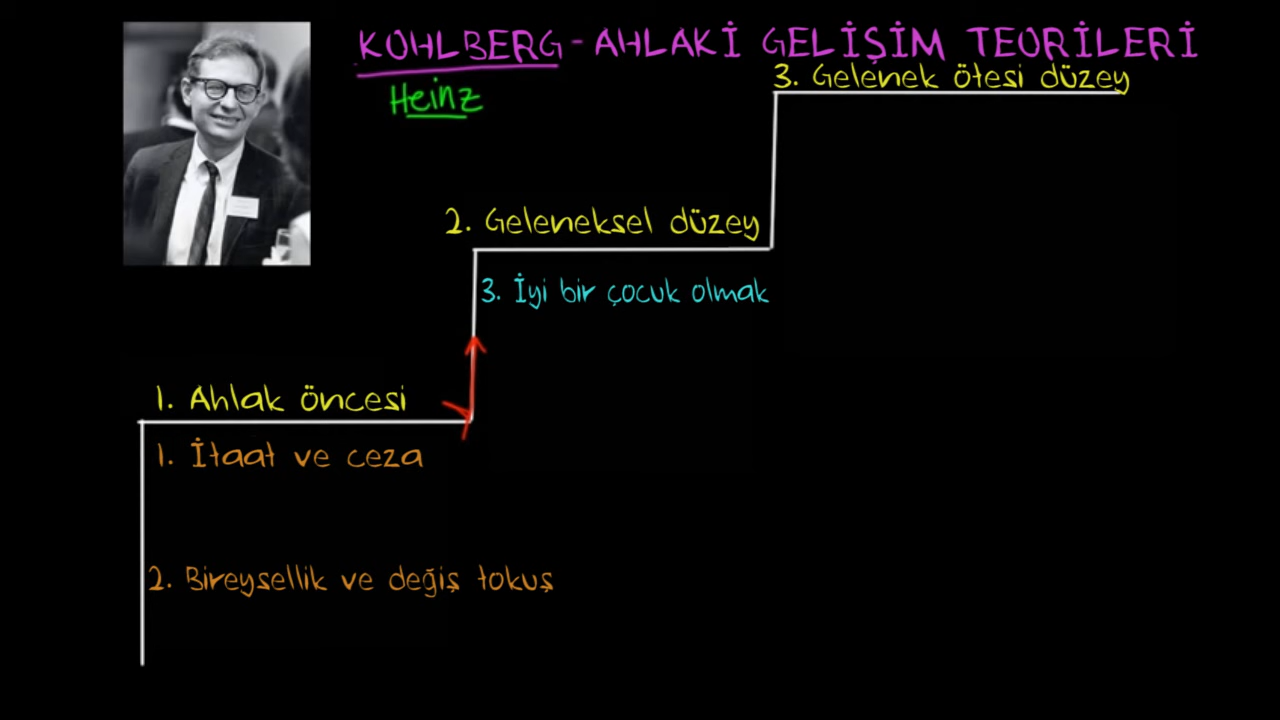 KOHLBERG - AHLAKİ GELİŞİM TEORİLERİ
Heinz
3. Gelenek ötesi düzey
2. Geleneksel düzey
3. İyi bir çocuk olmak
1. Ahlak öncesi
1. İtaat ve ceza
2. Bireysellik ve değiş tokuş